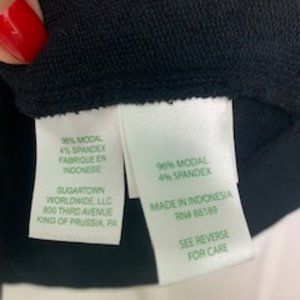 96% MODAL
4% SPANDEX
FABRIQUE EN
INDONESIE
SUGARTOWN
WORLDWIDE, LLC
800 THIRD AVENUE
KING OF PRUSSIA, PA
96% MODAL
4% SPANDEX
MADE IN INDONESIA
RN# 88189
SEE REVERSE
FOR CARE